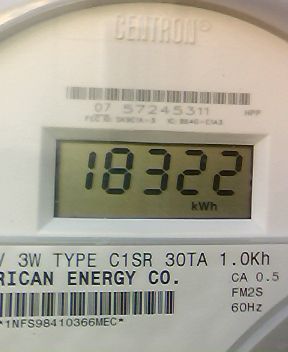 CENTRON®
07 57245311 HPP
18322
kWh
V 3W TYPE C1SR 30TA 1.0Kh
RICAN ENERGY CO. CA 0.5
FM2S
*1NFS98410366MEC* 60Hz